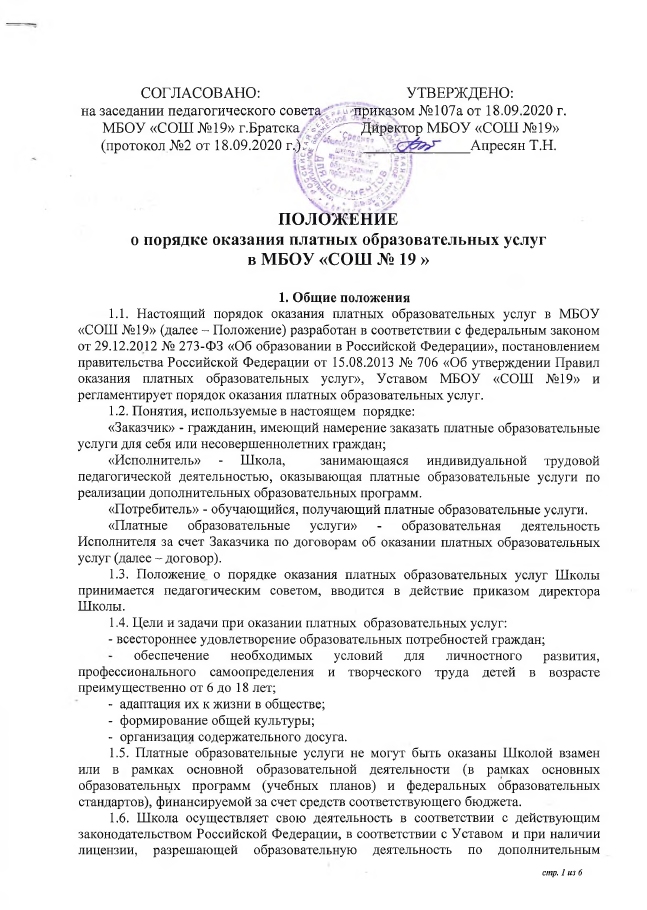 СОГЛАСОВАНО:
на заседании педагогического совета
МБОУ «СОШ №19» г.Братска
(протокол №2 от 18.09.2020 г.)
УТВЕРЖДЕНО:
приказом №107а от 18.09.2020 г.
Директор МБОУ «СОШ №19»
Апресян Т.Н.
ДЛЯ ДОКУМЕНТОВ
ПОЛОЖЕНИЕ
о порядке оказания платных образовательных услуг
в МБОУ «СОШ № 19 »
1. Общие положения
1.1. Настоящий порядок оказания платных образовательных услуг в МБОУ
«СОШ №19» (далее – Положение) разработан в соответствии с федеральным законом
от 29.12.2012 № 273-ФЗ «Об образовании в Российской Федерации», постановлением
правительства Российской Федерации от 15.08.2013 № 706 «Об утверждении Правил
оказания платных образовательных услуг», Уставом МБОУ «СОШ №19» и
регламентирует порядок оказания платных образовательных услуг.
1.2. Понятия, используемые в настоящем порядке:
«Заказчик» - гражданин, имеющий намерение заказать платные образовательные
услуги для себя или несовершеннолетних граждан;
«Исполнитель» - Школа, занимающаяся индивидуальной трудовой
педагогической деятельностью, оказывающая платные образовательные услуги по
реализации дополнительных образовательных программ.
«Потребитель» - обучающийся, получающий платные образовательные услуги.
«Платные образовательные услуги» - образовательная деятельность
Исполнителя за счет Заказчика по договорам об оказании платных образовательных
услуг (далее – договор).
1.3. Положение о порядке оказания платных образовательных услуг Школы
принимается педагогическим советом, вводится в действие приказом директора
Школы.
1.4. Цели и задачи при оказании платных образовательных услуг:
- всестороннее удовлетворение образовательных потребностей граждан;
- обеспечение необходимых условий для личностного развития,
профессионального самоопределения и творческого труда детей в возрасте
преимущественно от 6 до 18 лет;
- адаптация их к жизни в обществе;
- формирование общей культуры;
- организация содержательного досуга.
1.5. Платные образовательные услуги не могут быть оказаны Школой взамен
или в рамках основной образовательной деятельности (в рамках основных
образовательных программ (учебных планов) и федеральных образовательных
стандартов), финансируемой за счет средств соответствующего бюджета.
1.6. Школа осуществляет свою деятельность в соответствии с действующим
законодательством Российской Федерации, в соответствии с Уставом и при наличии
лицензии, разрешающей образовательную деятельность по дополнительным
стр. 1 из 6